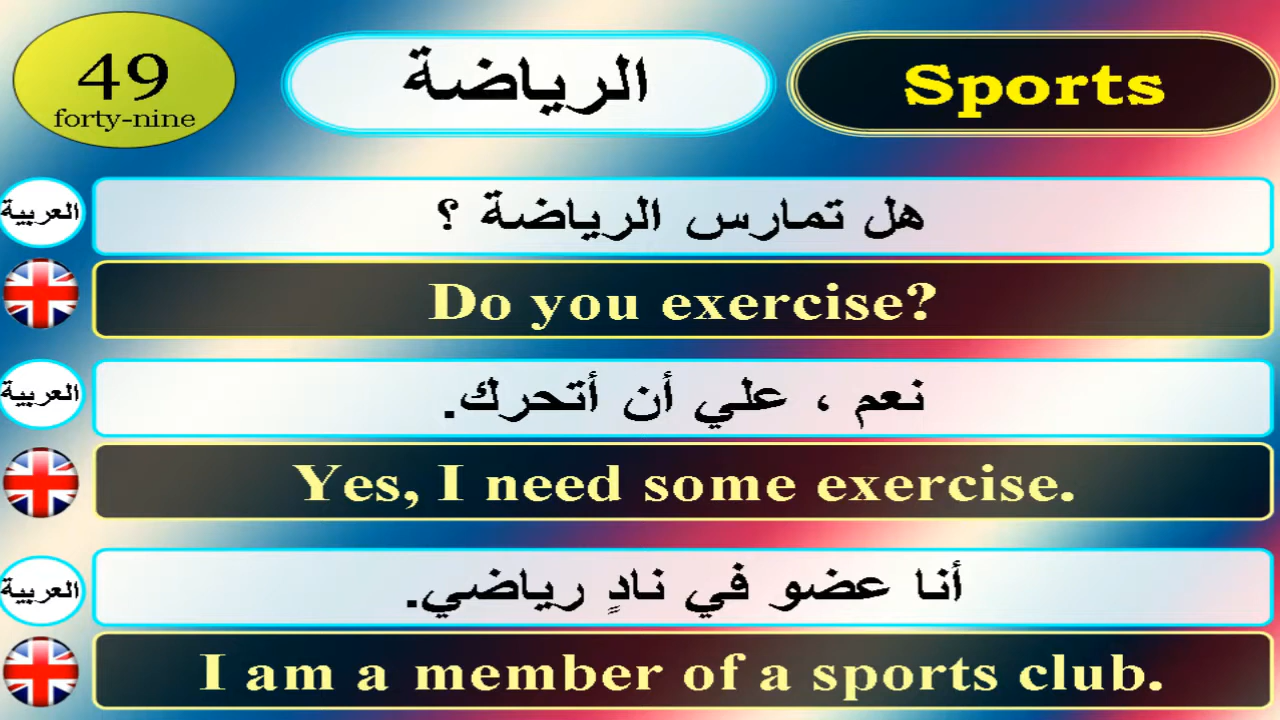 49
forty-nine
الرياضة
Sports
العربية
هل تمارس الرياضة ؟
Do you exercise?
العربية
نعم ، علي أن أتحرك.
Yes, I need some exercise.
العربية
أنا عضو في نادٍ رياضي.
I am a member of a sports club.